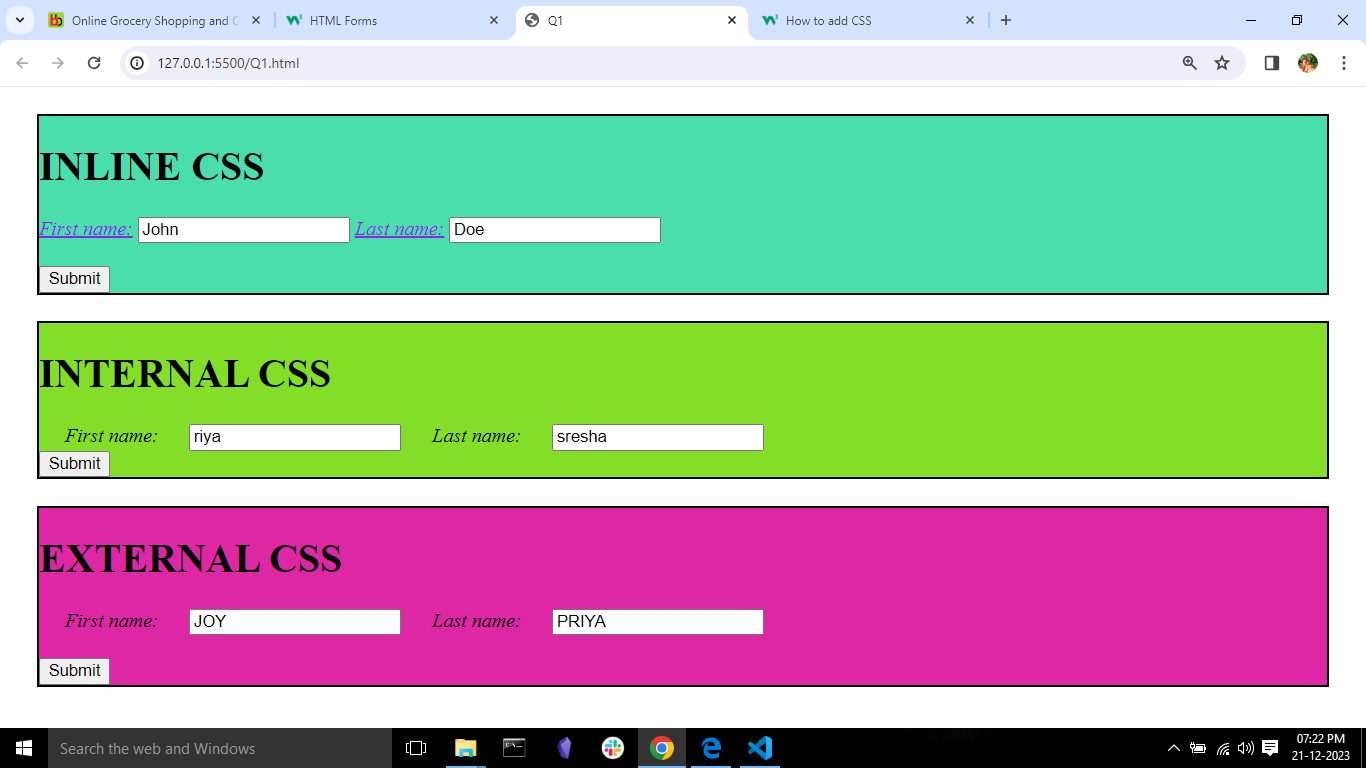 Online Grocery Shopping and
HTML Forms
Q1
How to add CSS
127.0.0.1:5500/Q1.html
INLINE CSS
First name: John Last name: Doe
Submit
INTERNAL CSS
First name: riya Last name: sresha
Submit
EXTERNAL CSS
First name: JOY Last name: PRIYA
Submit
Search the web and Windows
07:22 PM
21-12-2023